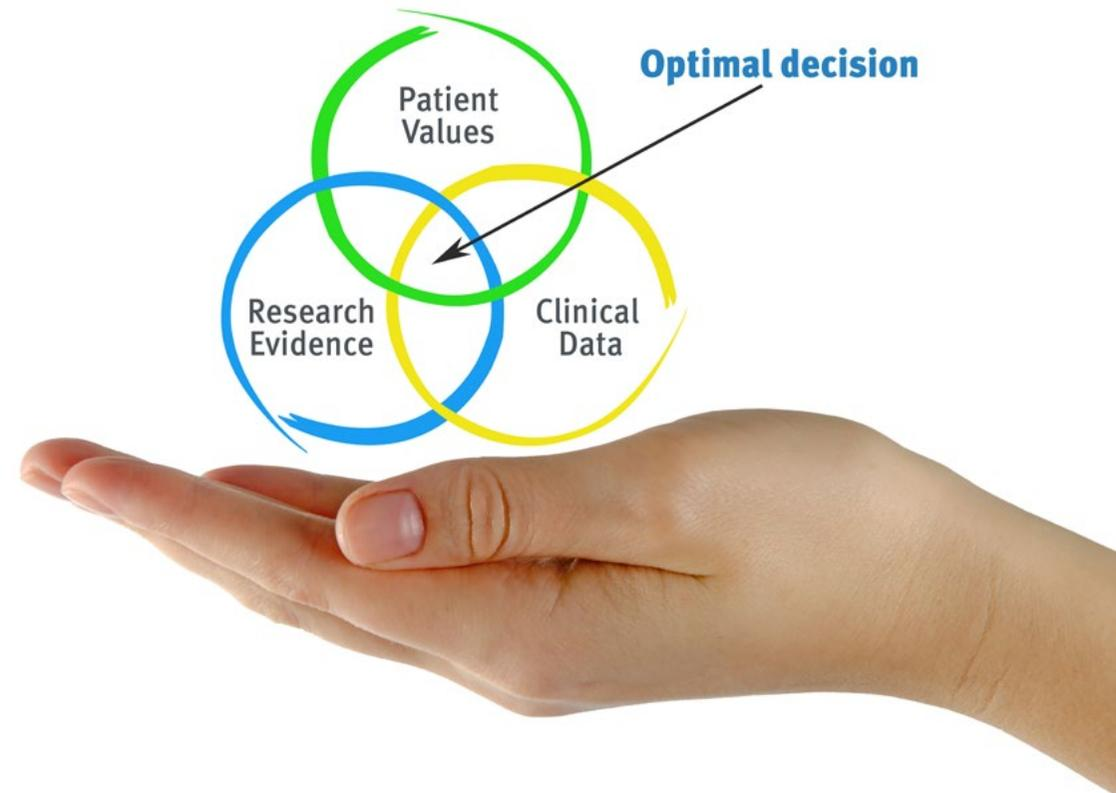 Optimal decision
Patient
Values
Research
Evidence
Clinical
Data